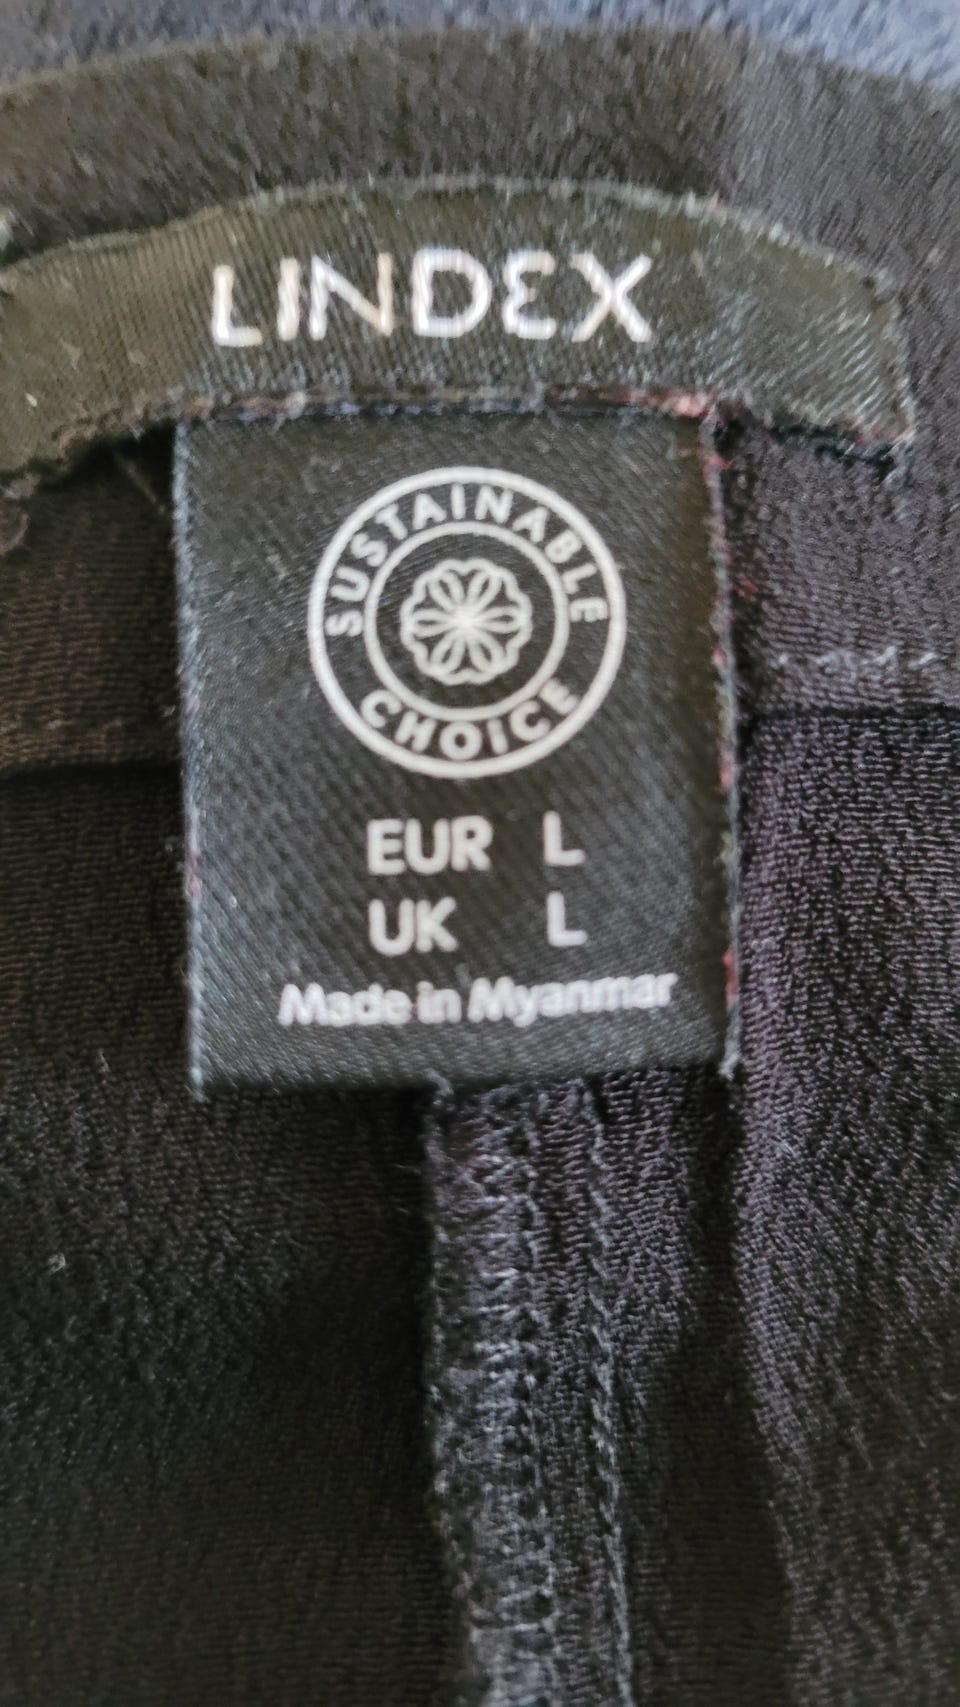 LINDEX
SUSTAINABLE
CHOICE
EUR L
UK L
Made in Myanmar